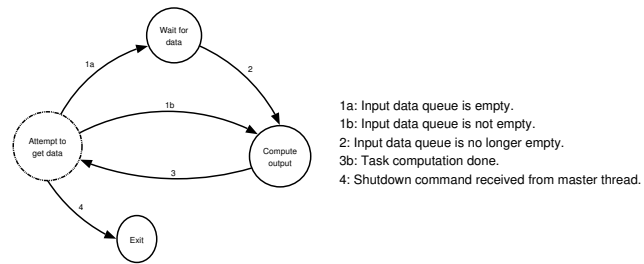 Wait for
data
1a
2
1b
Attempt to
get data
Compute
output
3
4
Exit
1a: Input data queue is empty.
1b: Input data queue is not empty.
2: Input data queue is no longer empty.
3b: Task computation done.
4: Shutdown command received from master thread.